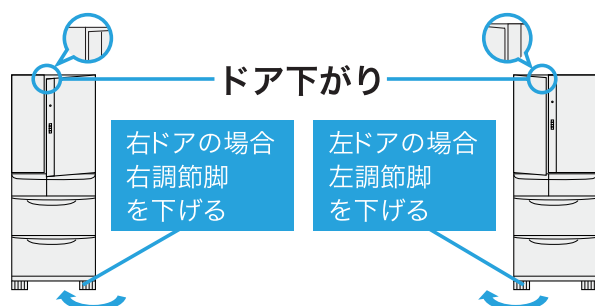 ドア下がり
右ドアの場合
右調節脚
を下げる
左ドアの場合
左調節脚
を下げる